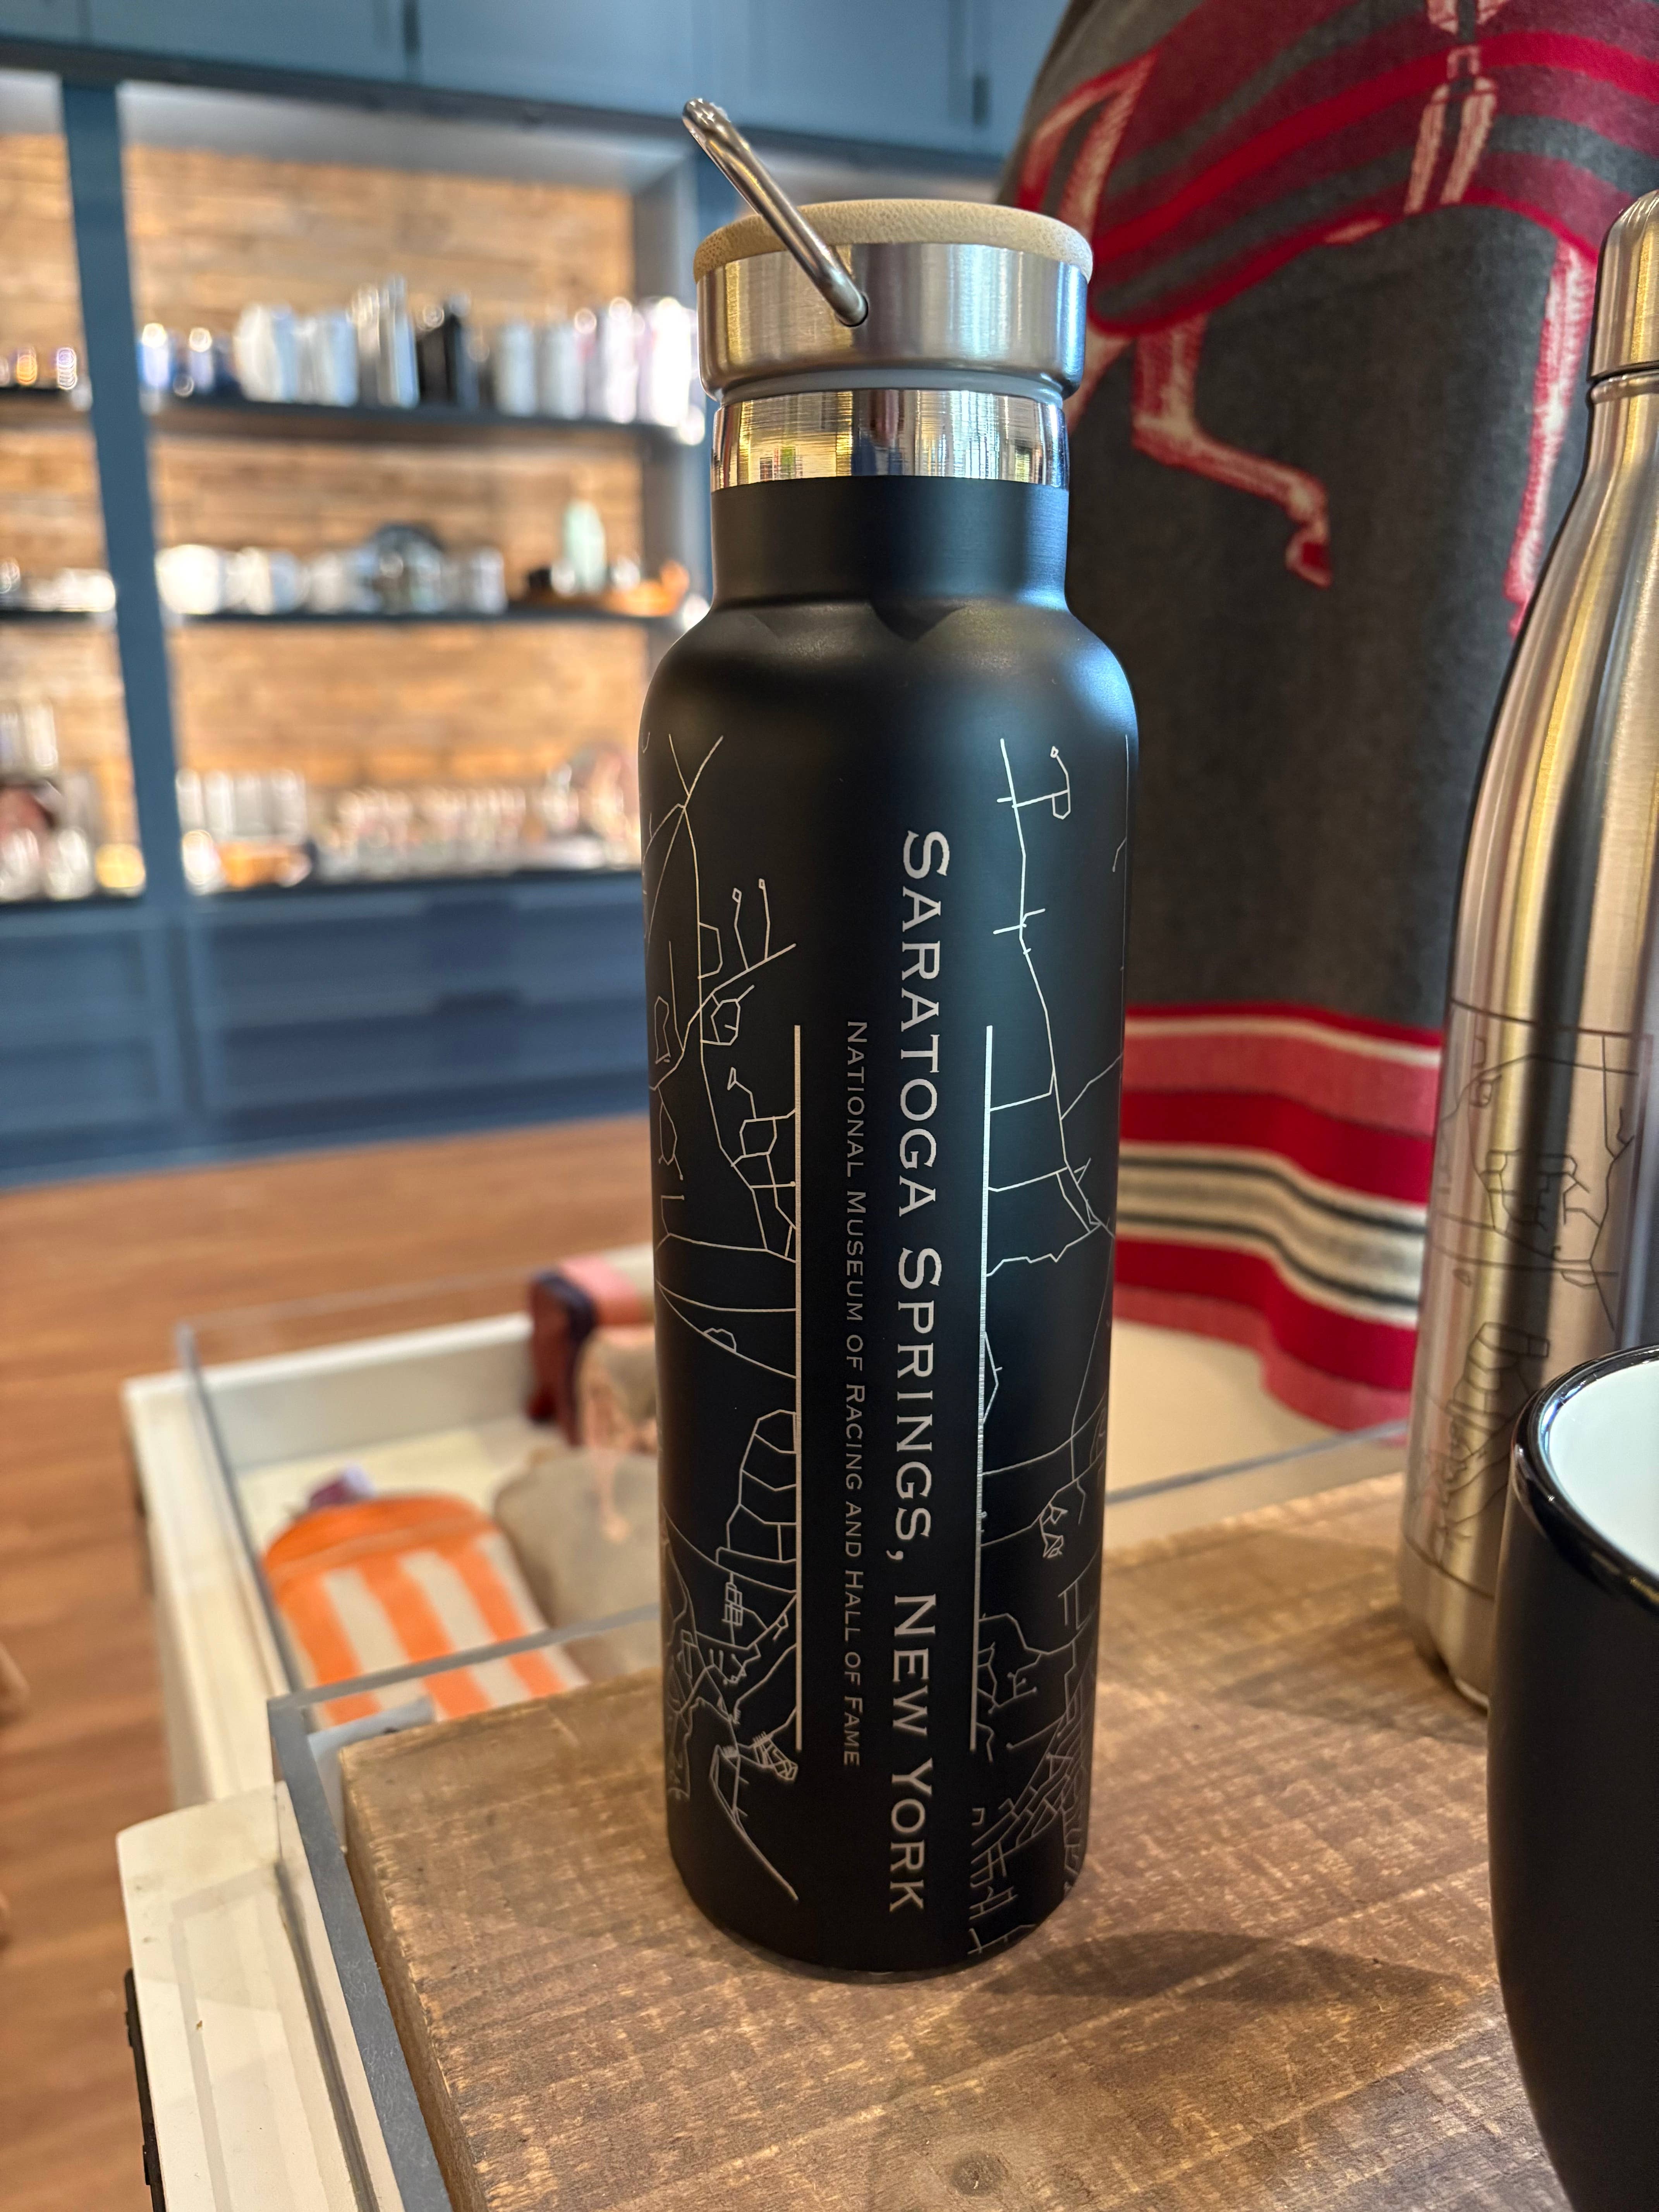 Saratoga Springs, New York
National Museum of Racing and Hall of Fame